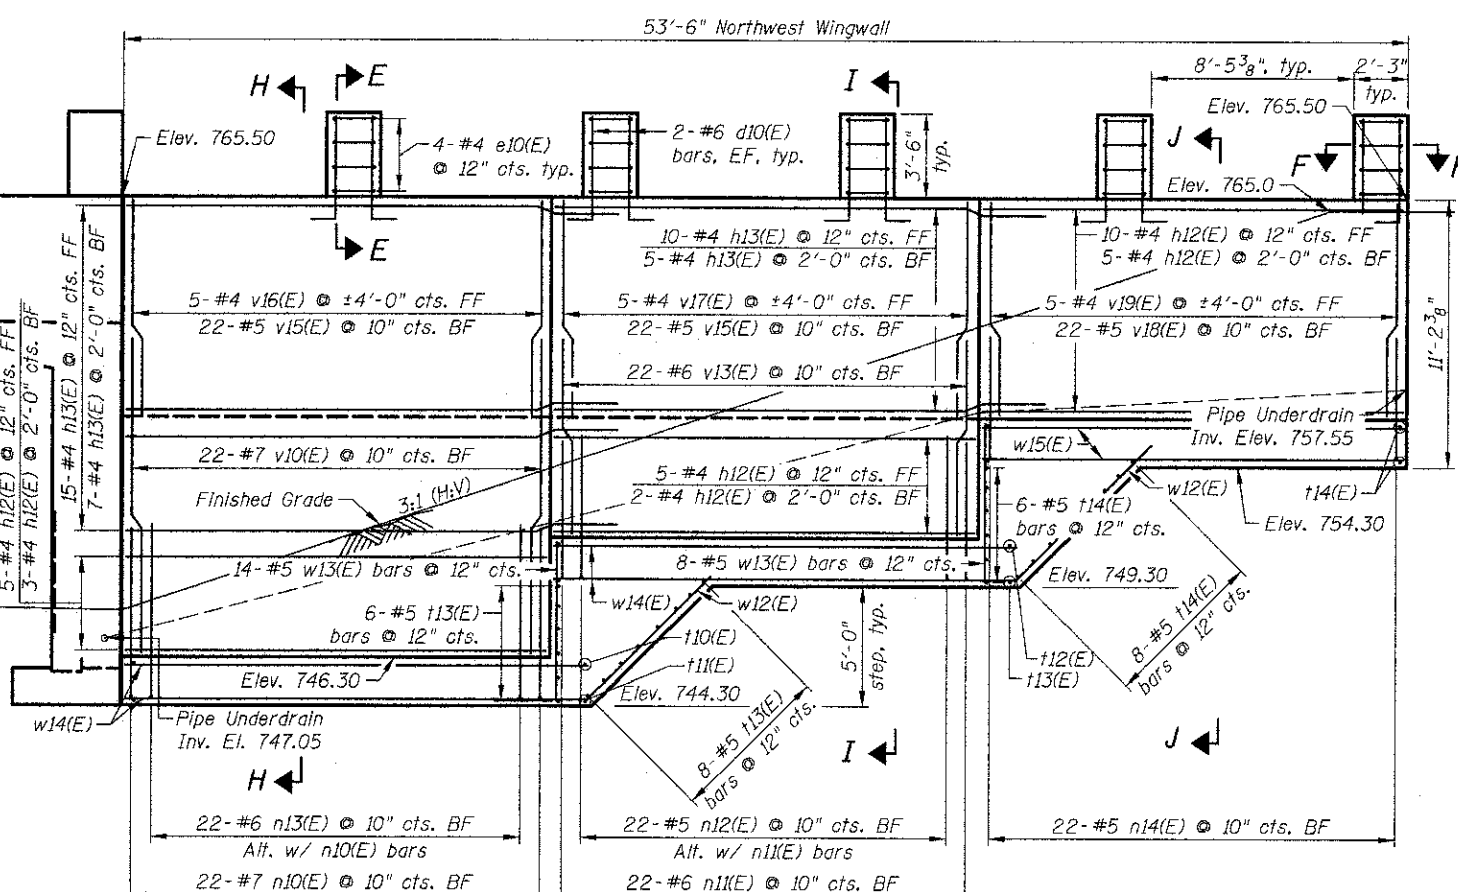 53'-6" Northwest Wingwall
H
E
I
8'-5 3/8", typ.
2'-3"
typ.
Elev. 765.50
Elev. 765.50
4-#4 e10(E)
@ 12" cts. typ.
2-#6 d10(E)
bars, EF, typ.
3'-6"
typ.
J
F
Elev. 765.0
E
10-#4 h13(E) @ 12" cts. FF
5-#4 h13(E) @ 2'-0" cts. BF
10-#4 h12(E) @ 12" cts. FF
5-#4 h12(E) @ 2'-0" cts. BF
5-#4 v16(E) @ ±4'-0" cts. FF
22-#5 v15(E) @ 10" cts. BF
5-#4 v17(E) @ ±4'-0" cts. FF
22-#5 v15(E) @ 10" cts. BF
5-#4 v19(E) @ ±4'-0" cts. FF
22-#5 v18(E) @ 10" cts. BF
11'-2 3/8"
5-#4 h12(E) @ 12" cts. FF
3-#4 h12(E) @ 2'-0" cts. BF
15-#4 h13(E) @ 12" cts. FF
7-#4 h13(E) @ 2'-0" cts. BF
22-#6 v13(E) @ 10" cts. BF
Pipe Underdrain
Inv. Elev. 757.55
w15(E)
22-#7 v10(E) @ 10" cts. BF
5-#4 h12(E) @ 12" cts. FF
2-#4 h12(E) @ 2'-0" cts. BF
Finished Grade
3:1 (H:V)
w12(E)
t14(E)
6-#5 t14(E)
bars @ 12" cts.
Elev. 754.30
14-#5 w13(E) bars @ 12" cts.
8-#5 w13(E) bars @ 12" cts.
Elev. 749.30
6-#5 t13(E)
bars @ 12" cts.
w14(E)
w12(E)
8-#5 t14(E)
bars @ 12" cts.
t10(E)
t11(E)
5'-0"
step, typ.
t12(E)
t13(E)
Elev. 746.30
Elev. 744.30
w14(E)
Pipe Underdrain
Inv. El. 747.05
8-#5 t13(E)
bars @ 12" cts.
H
I
J
22-#6 n13(E) @ 10" cts. BF
Alt. w/ n10(E) bars
22-#5 n12(E) @ 10" cts. BF
Alt. w/ n11(E) bars
22-#5 n14(E) @ 10" cts. BF
22-#7 n10(E) @ 10" cts. BF
22-#6 n11(E) @ 10" cts. BF